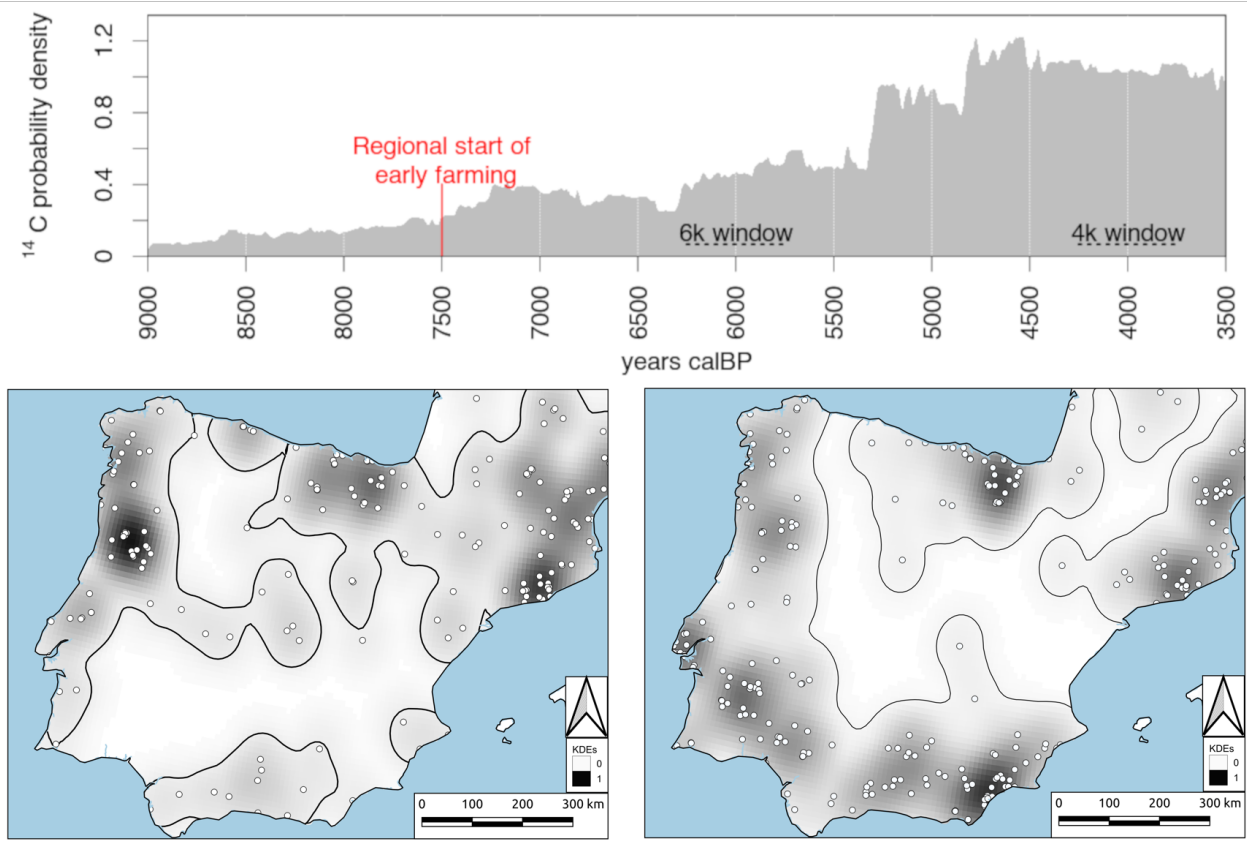 14 C probability density
1.2
0.8
0.4
0
Regional start of
early farming
6k window
4k window
9000 8500 8000 7500 7000 6500 6000 5500 5000 4500 4000 3500
years calBP
KDEs
0
1
0 100 200 300 km
KDEs
0
1
0 100 200 300 km